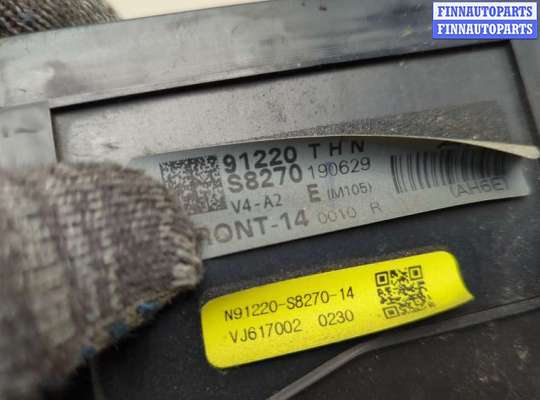 FINNAUTOPARTS
FINNAUTOPARTS
91220 THN
S8270 190629
V4-A2 E (M105)
RONT-14 0010 R
(AH6E)
N91220-S8270-14
VJ617002 0230